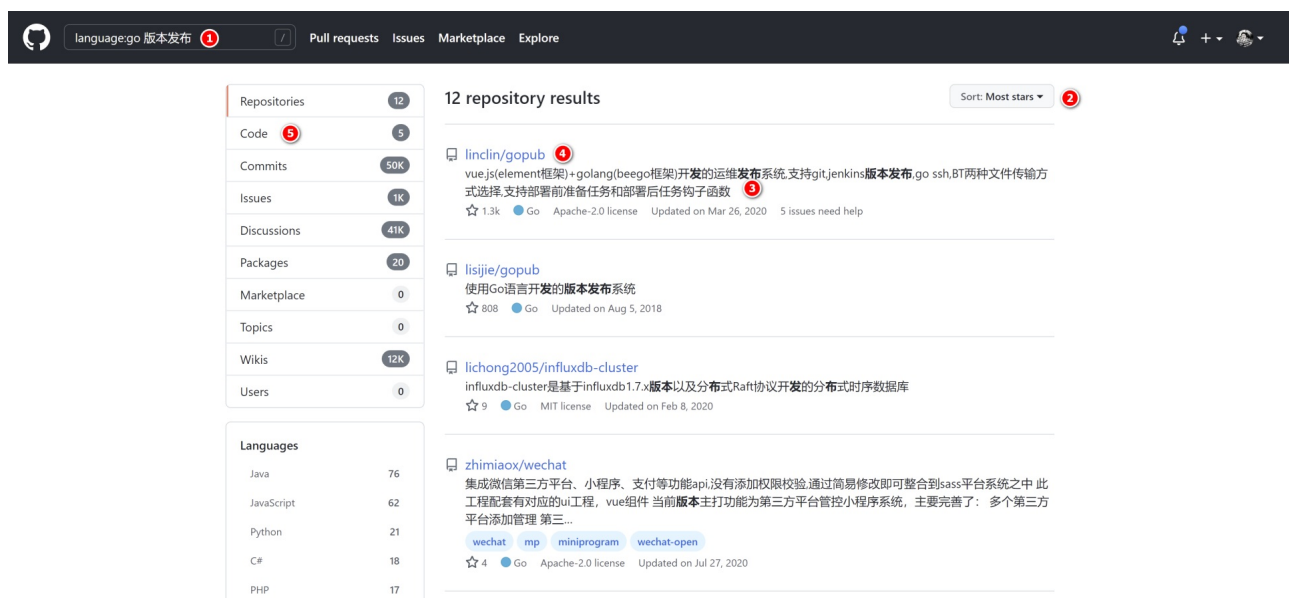 language:go 版本发布 1 / Pull requests Issues Marketplace Explore
Repositories 12
Code 5 5
Commits 50K
Issues 1K
Discussions 41K
Packages 20
Marketplace 0
Topics 0
Wikis 12K
Users 0
Languages
Java 76
JavaScript 62
Python 21
C# 18
PHP 17
12 repository results
Sort: Most stars 2
linclin/gopub 4
vue.js(element框架)+golang(beego框架)开发的运维发布系统,支持git,jenkins版本发布,go ssh,BT两种文件传输方
式选择,支持部署前准备任务和部署后任务钩子函数 3
1.3k Go Apache-2.0 license Updated on Mar 26, 2020 5 issues need help
lisijie/gopub
使用Go语言开发的版本发布系统
808 Go Updated on Aug 5, 2018
lichong2005/influxdb-cluster
influxdb-cluster是基于influxdb1.7.x版本以及分布式Raft协议开发的分布式时序数据库
9 Go MIT license Updated on Feb 8, 2020
zhimiaox/wechat
集成微信第三方平台、小程序、支付等功能api,没有添加权限校验,通过简易修改即可整合到sass平台系统之中 此
工程配套有对应的ui工程，vue组件 当前版本主打功能为第三方平台管控小程序系统，主要完善了： 多个第三方
平台添加管理 第三...
wechat mp miniprogram wechat-open
4 Go Apache-2.0 license Updated on Jul 27, 2020